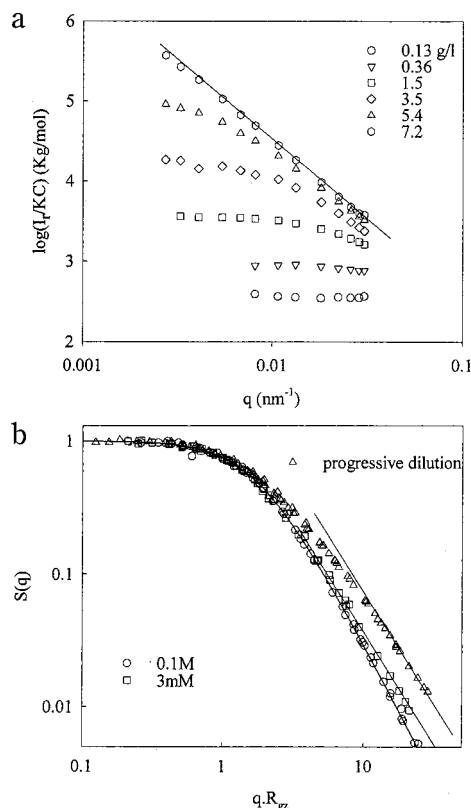 a
6
5
4
3
2
log(Iᵣ/KC) (Kg/mol)
0.13 g/l
0.36
1.5
3.5
5.4
7.2
0.001
0.01
0.1
q (nm⁻¹)
b
1
0.1
0.01
S(q)
progressive dilution
0.1M
3mM
0.1
1
10
q.R_gz